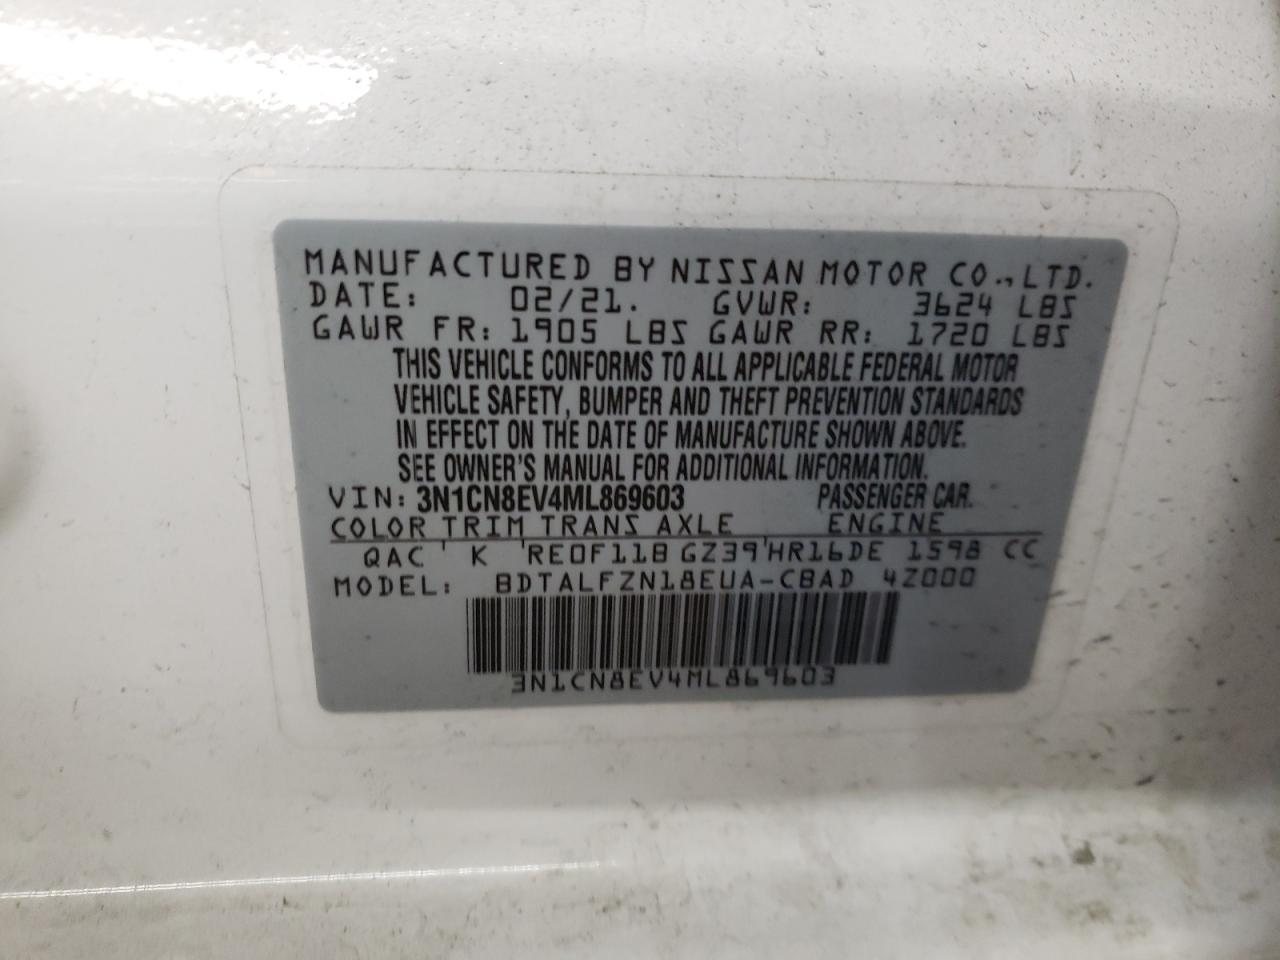 MANUFACTURED BY NISSAN MOTOR CO.,LTD.
DATE: 02/21. GVWR: 3624 LBS
GAWR FR: 1905 LBS GAWR RR: 1720 LBS
THIS VEHICLE CONFORMS TO ALL APPLICABLE FEDERAL MOTOR
VEHICLE SAFETY, BUMPER AND THEFT PREVENTION STANDARDS
IN EFFECT ON THE DATE OF MANUFACTURE SHOWN ABOVE.
SEE OWNER'S MANUAL FOR ADDITIONAL INFORMATION.
VIN: 3N1CN8EV4ML869603 PASSENGER CAR.
COLOR TRIM TRANS AXLE ENGINE
QAC K RE0F11B GZ39 HR16DE 1598 CC
MODEL: BDTALFZN18EUA-CBAD 4Z000
3N1CN8EV4ML869603